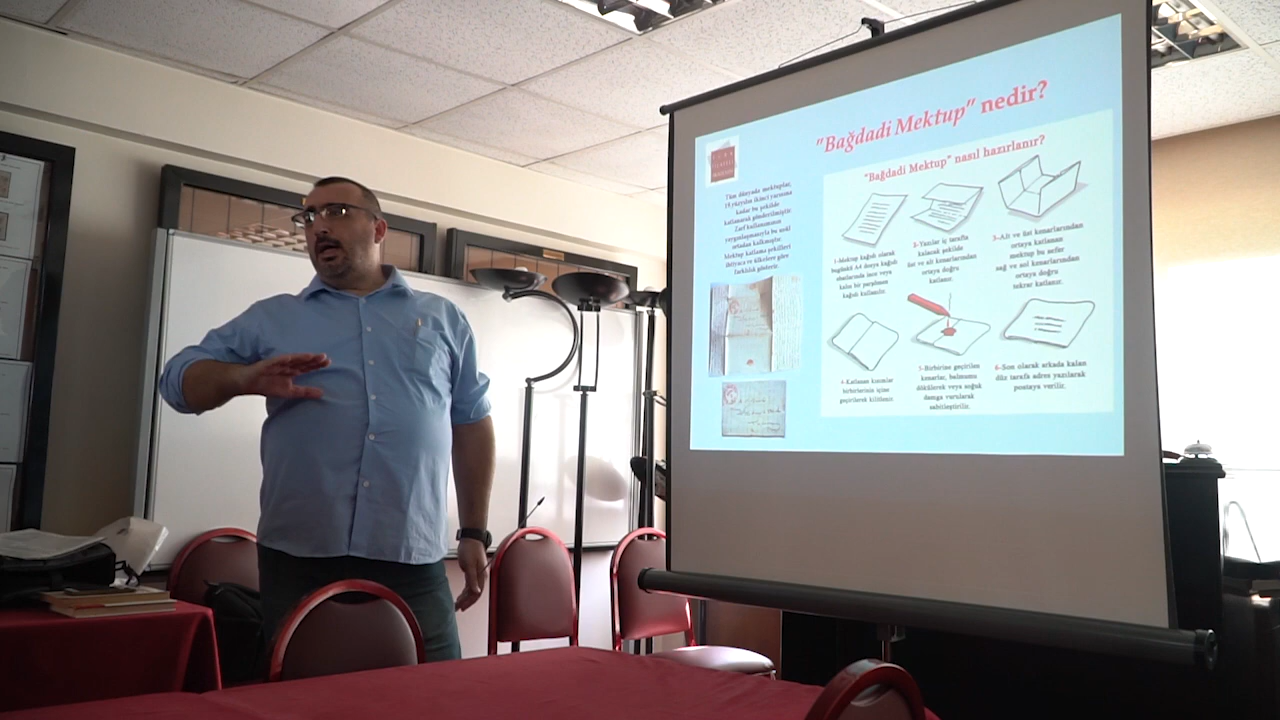 "Bağdadi Mektup" nedir?
"Bağdadi Mektup" nasıl hazırlanır?
Tüm dünyada mektuplar,
19.yüzyılın ikinci yarısına
kadar bu şekilde
katlanarak gönderilmiştir.
Zarf kullanımının
yaygınlaşmasıyla bu usûl
ortadan kalkmıştır.
Mektup katlama şekilleri
ihtiyaca ve ülkelere göre
farklılık gösterir.
1-Mektup kağıdı olarak
bugünkü A4 dosya kağıdı
ebatlarında ince veya
kalın bir parşömen
kağıdı kullanılır.
2-Yazılar iç tarafta
kalacak şekilde
üst ve alt kenarlarından
ortaya doğru
katlanır.
3-Alt ve üst kenarlarından
ortaya katlanan
mektup bu sefer
sağ ve sol kenarlarından
ortaya doğru
tekrar katlanır.
4-Katlanan kısımlar
birbirlerinin içine
geçirilerek kilitlenir.
5-Birbirine geçirilen
kenarlar, balmumu
dökülerek veya soğuk
damga vurularak
sabitleştirilir.
6-Son olarak arkada kalan
düz tarafa adres yazılarak
postaya verilir.